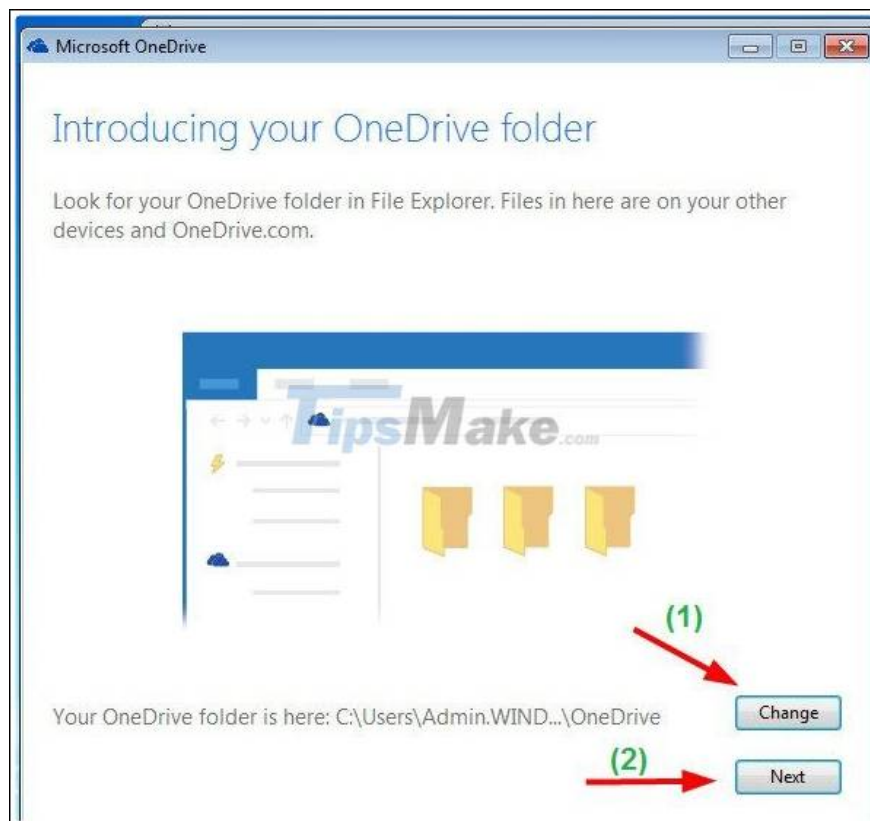 Microsoft OneDrive
Introducing your OneDrive folder
Look for your OneDrive folder in File Explorer. Files in here are on your other
devices and OneDrive.com.
TipsMake.com
(1)
Your OneDrive folder is here: C:\Users\Admin.WIND...\OneDrive
Change
(2)
Next